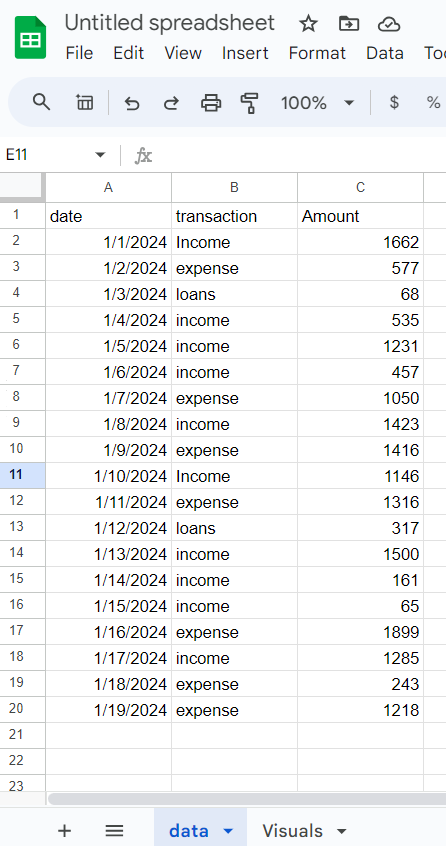 Untitled spreadsheet
File Edit View Insert Format Data Too
100% $ %
E11 fx
A B C
1 date transaction Amount
2 1/1/2024 Income 1662
3 1/2/2024 expense 577
4 1/3/2024 loans 68
5 1/4/2024 income 535
6 1/5/2024 income 1231
7 1/6/2024 income 457
8 1/7/2024 expense 1050
9 1/8/2024 income 1423
10 1/9/2024 expense 1416
11 1/10/2024 Income 1146
12 1/11/2024 expense 1316
13 1/12/2024 loans 317
14 1/13/2024 income 1500
15 1/14/2024 income 161
16 1/15/2024 income 65
17 1/16/2024 expense 1899
18 1/17/2024 income 1285
19 1/18/2024 expense 243
20 1/19/2024 expense 1218
21
22
23
+ data Visuals